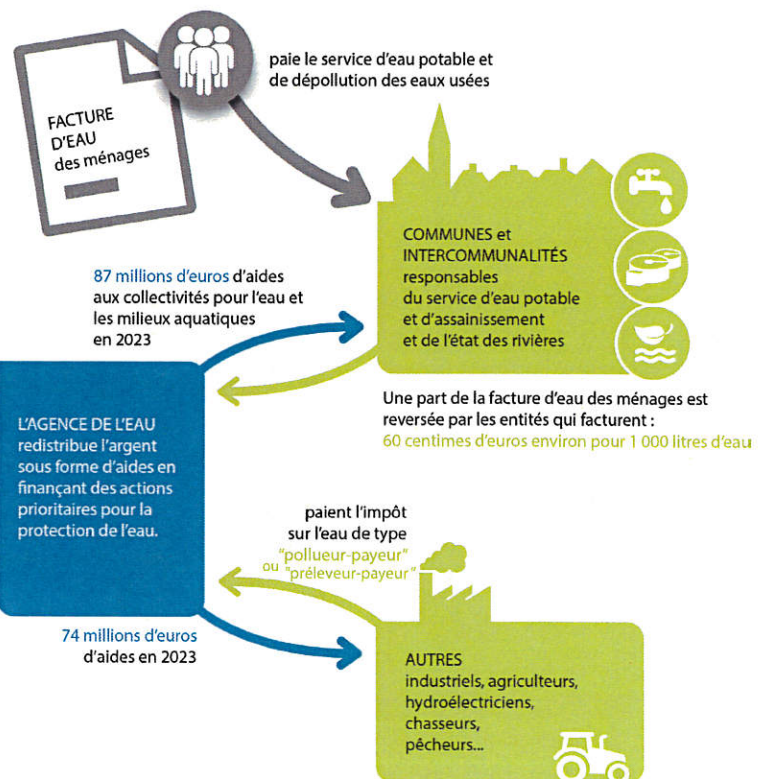 paie le service d'eau potable et
de dépollution des eaux usées
FACTURE
D'EAU
des ménages
COMMUNES et
INTERCOMMUNALITÉS
responsables
du service d'eau potable
et d'assainissement
et de l'état des rivières
87 millions d'euros d'aides
aux collectivités pour l'eau et
les milieux aquatiques
en 2023
Une part de la facture d'eau des ménages est
reversée par les entités qui facturent :
60 centimes d'euros environ pour 1 000 litres d'eau
L'AGENCE DE L'EAU
redistribue l'argent
sous forme d'aides en
finançant des actions
prioritaires pour la
protection de l'eau.
paient l'impôt
sur l'eau de type
"pollueur-payeur"
ou "préleveur-payeur"
74 millions d'euros
d'aides en 2023
AUTRES
industriels, agriculteurs,
hydroélectriciens,
chasseurs,
pêcheurs...